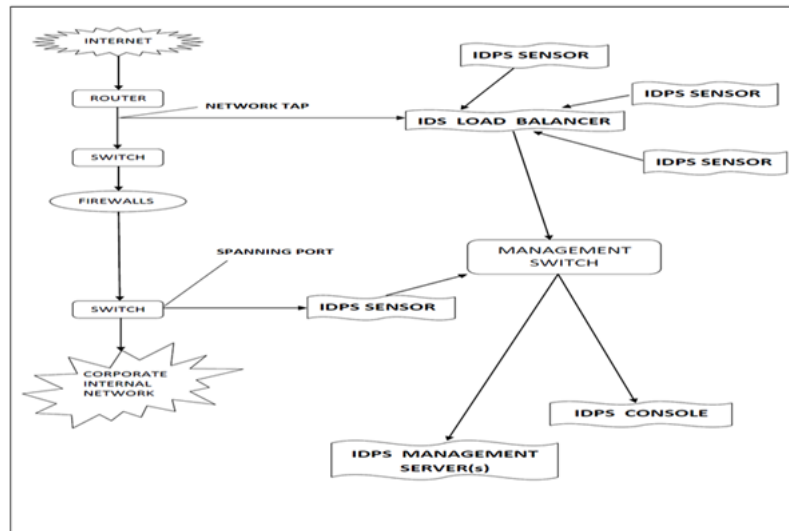 INTERNET
ROUTER
NETWORK TAP
SWITCH
FIREWALLS
SPANNING PORT
SWITCH
CORPORATE
INTERNAL
NETWORK
IDPS SENSOR
IDPS SENSOR
IDS LOAD BALANCER
IDPS SENSOR
MANAGEMENT
SWITCH
IDPS SENSOR
IDPS CONSOLE
IDPS MANAGEMENT
SERVER(s)